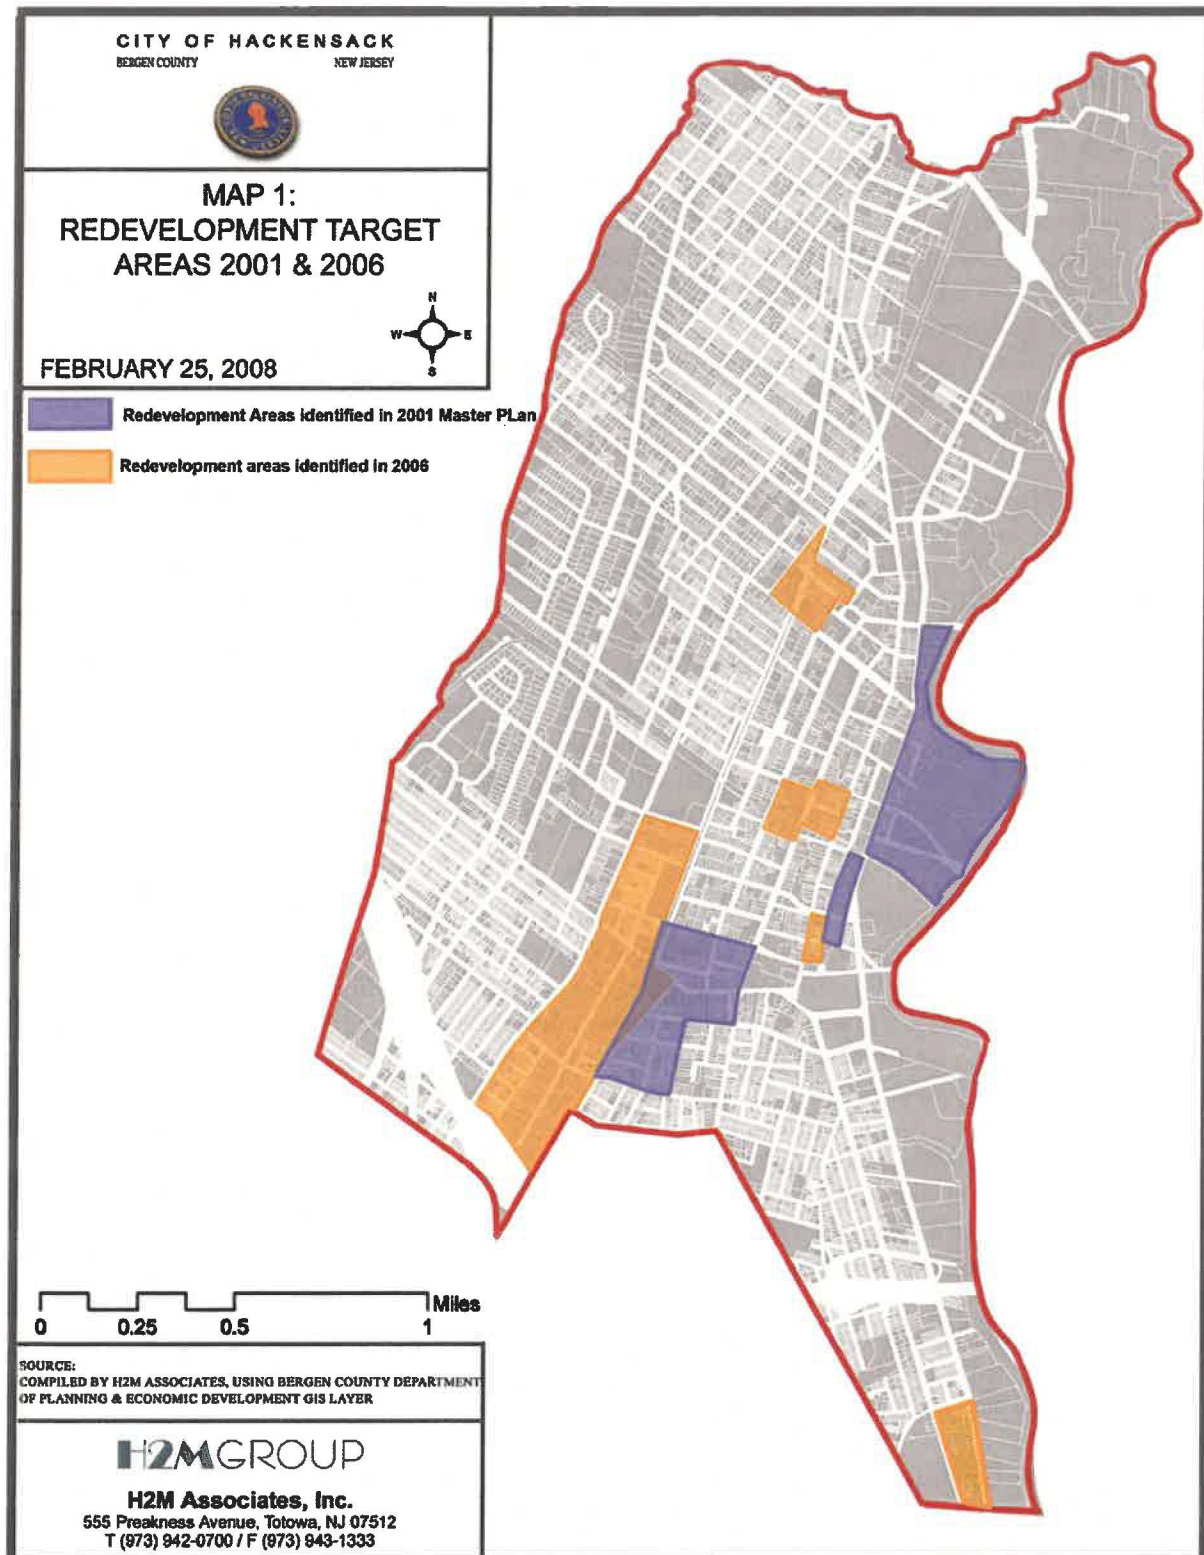 CITY OF HACKENSACK
BERGEN COUNTY NEW JERSEY
MAP 1:
REDEVELOPMENT TARGET
AREAS 2001 & 2006
N
W E
S
FEBRUARY 25, 2008
Redevelopment Areas identified in 2001 Master PLan
Redevelopment areas identified in 2006
Miles
0 0.25 0.5 1
SOURCE:
COMPILED BY H2M ASSOCIATES, USING BERGEN COUNTY DEPARTMENT
OF PLANNING & ECONOMIC DEVELOPMENT GIS LAYER
H2MGROUP
H2M Associates, Inc.
555 Preakness Avenue, Totowa, NJ 07512
T (973) 942-0700 / F (973) 943-1333